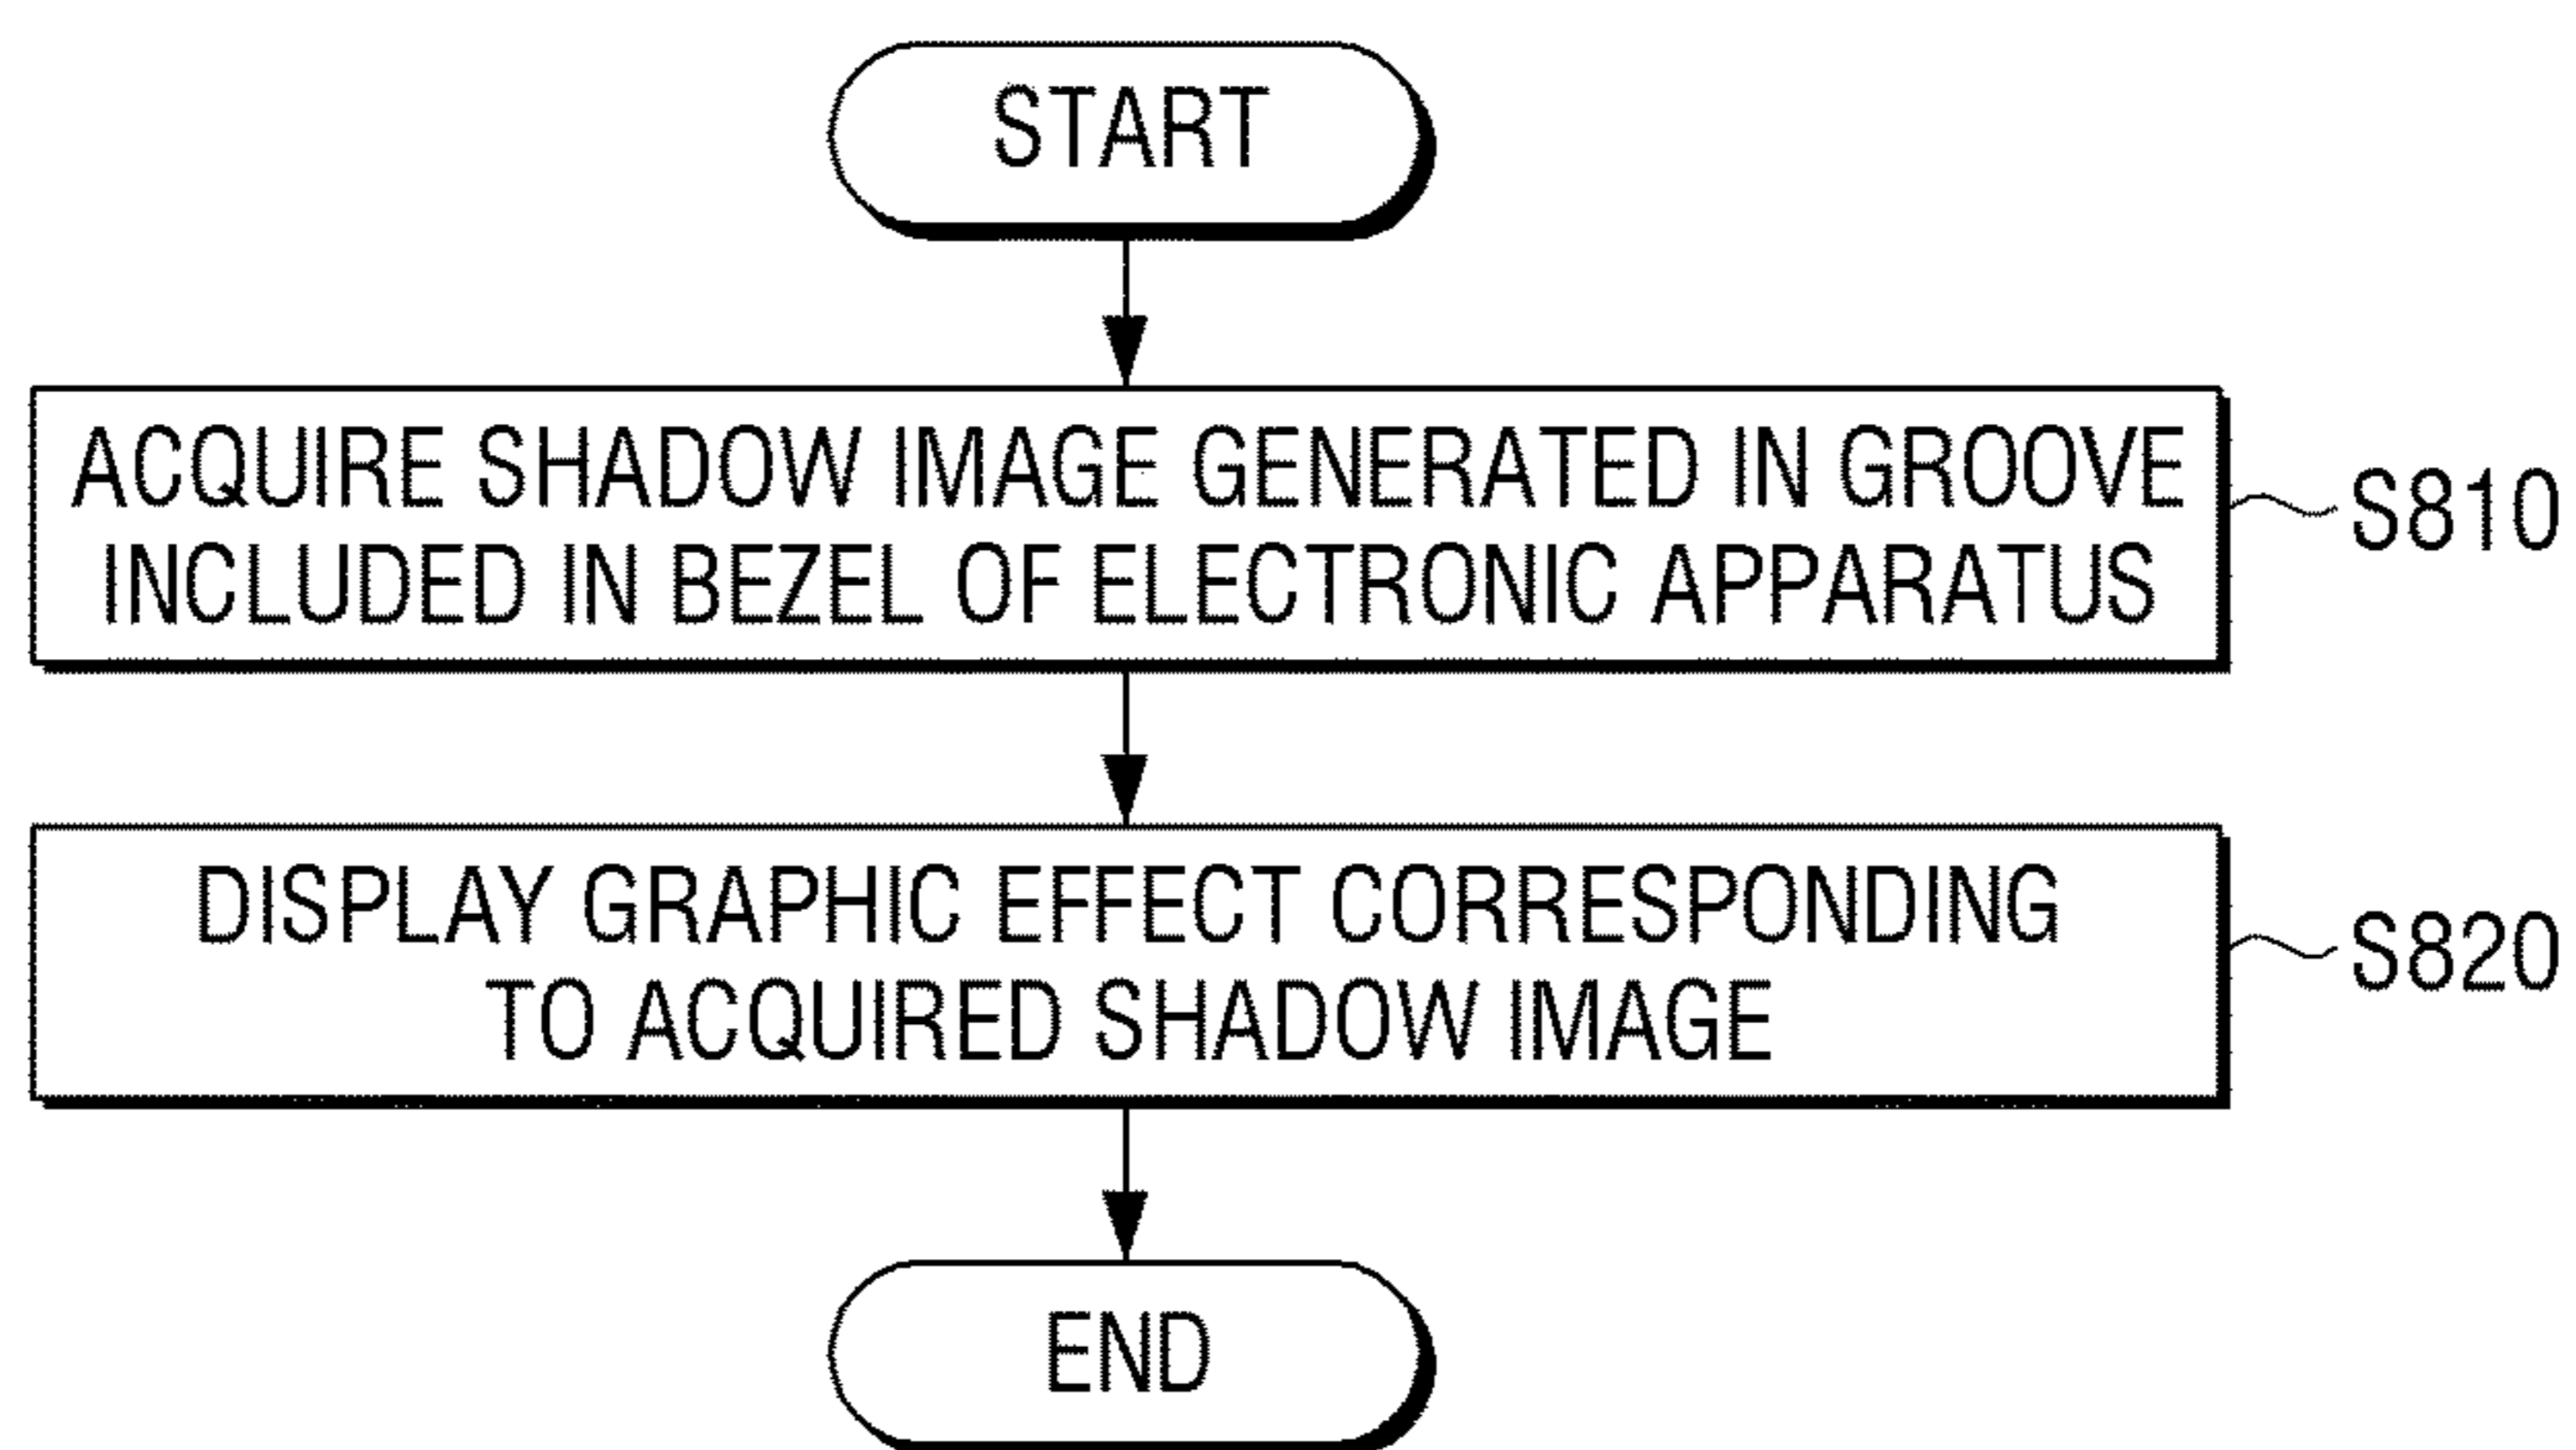 START
ACQUIRE SHADOW IMAGE GENERATED IN GROOVE
INCLUDED IN BEZEL OF ELECTRONIC APPARATUS
S810
DISPLAY GRAPHIC EFFECT CORRESPONDING
TO ACQUIRED SHADOW IMAGE
S820
END